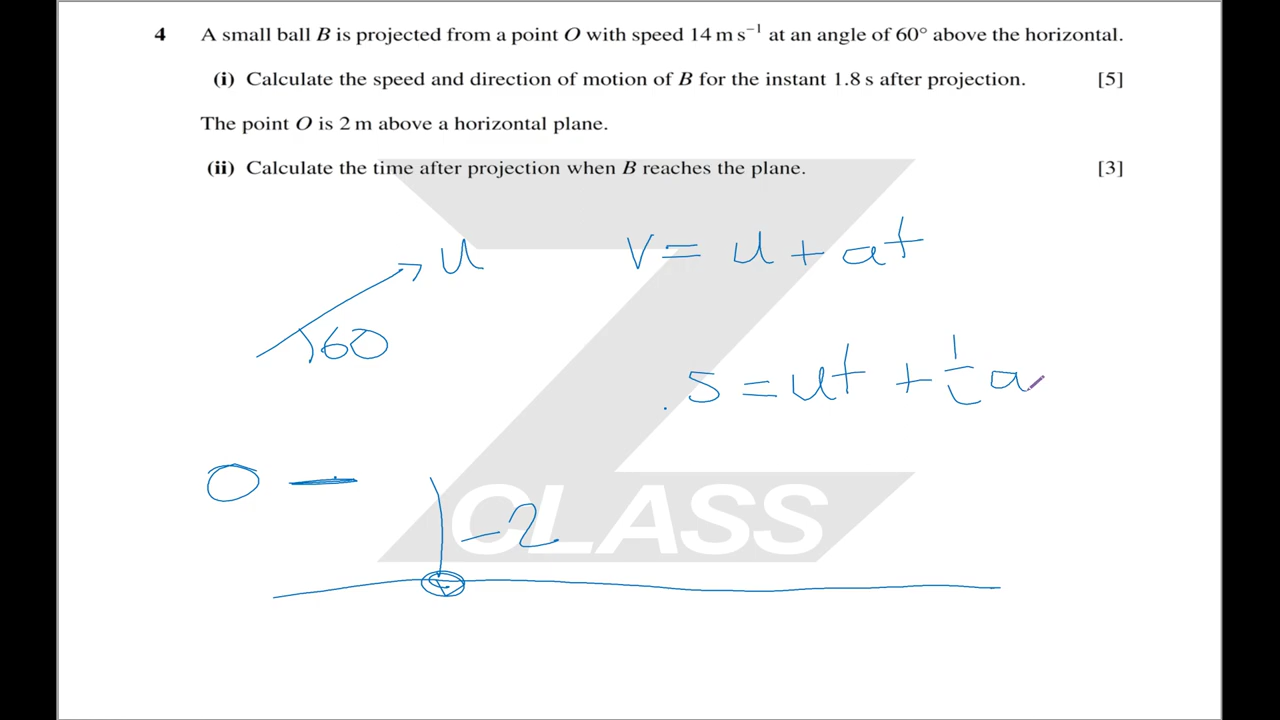 4 A small ball B is projected from a point O with speed 14 m s⁻¹ at an angle of 60° above the horizontal.
(i) Calculate the speed and direction of motion of B for the instant 1.8 s after projection. [5]
The point O is 2 m above a horizontal plane.
(ii) Calculate the time after projection when B reaches the plane. [3]
u
v = u + at
60
s = ut + ½ a
O
-2
CLASS